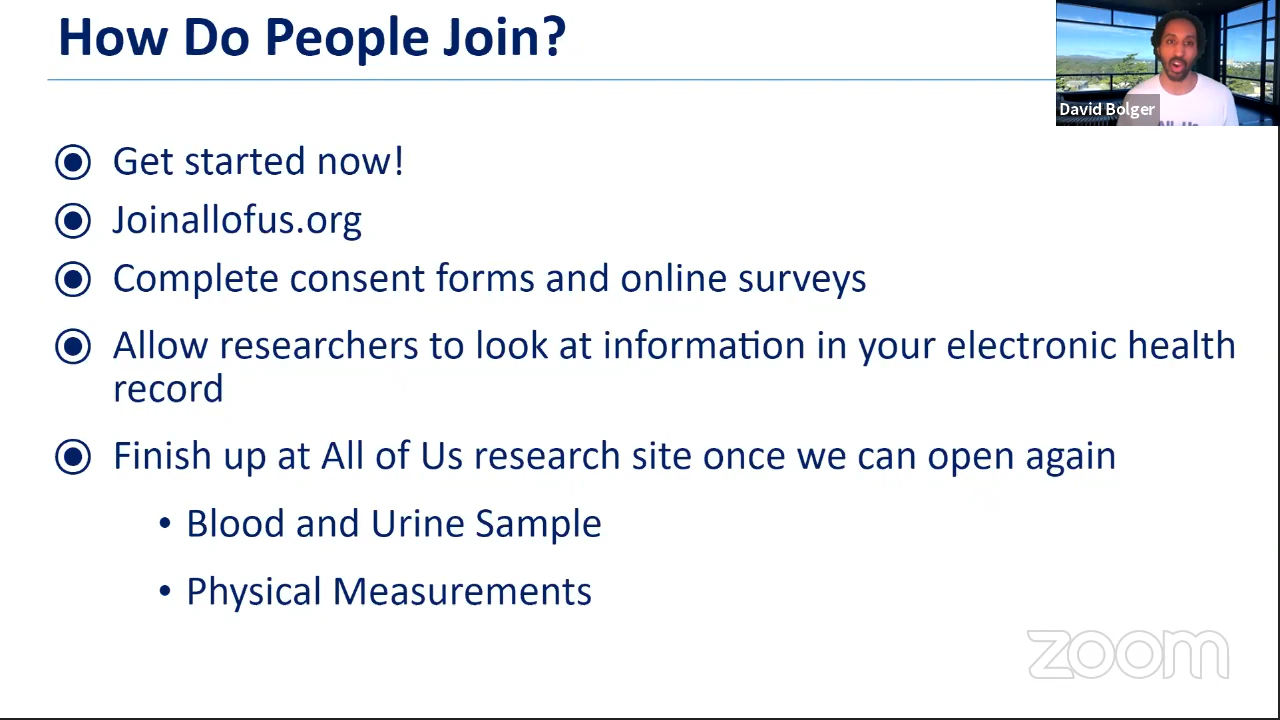 How Do People Join?
David Bolger
Get started now!
Joinallofus.org
Complete consent forms and online surveys
Allow researchers to look at information in your electronic health
record
Finish up at All of Us research site once we can open again
• Blood and Urine Sample
• Physical Measurements
zoom